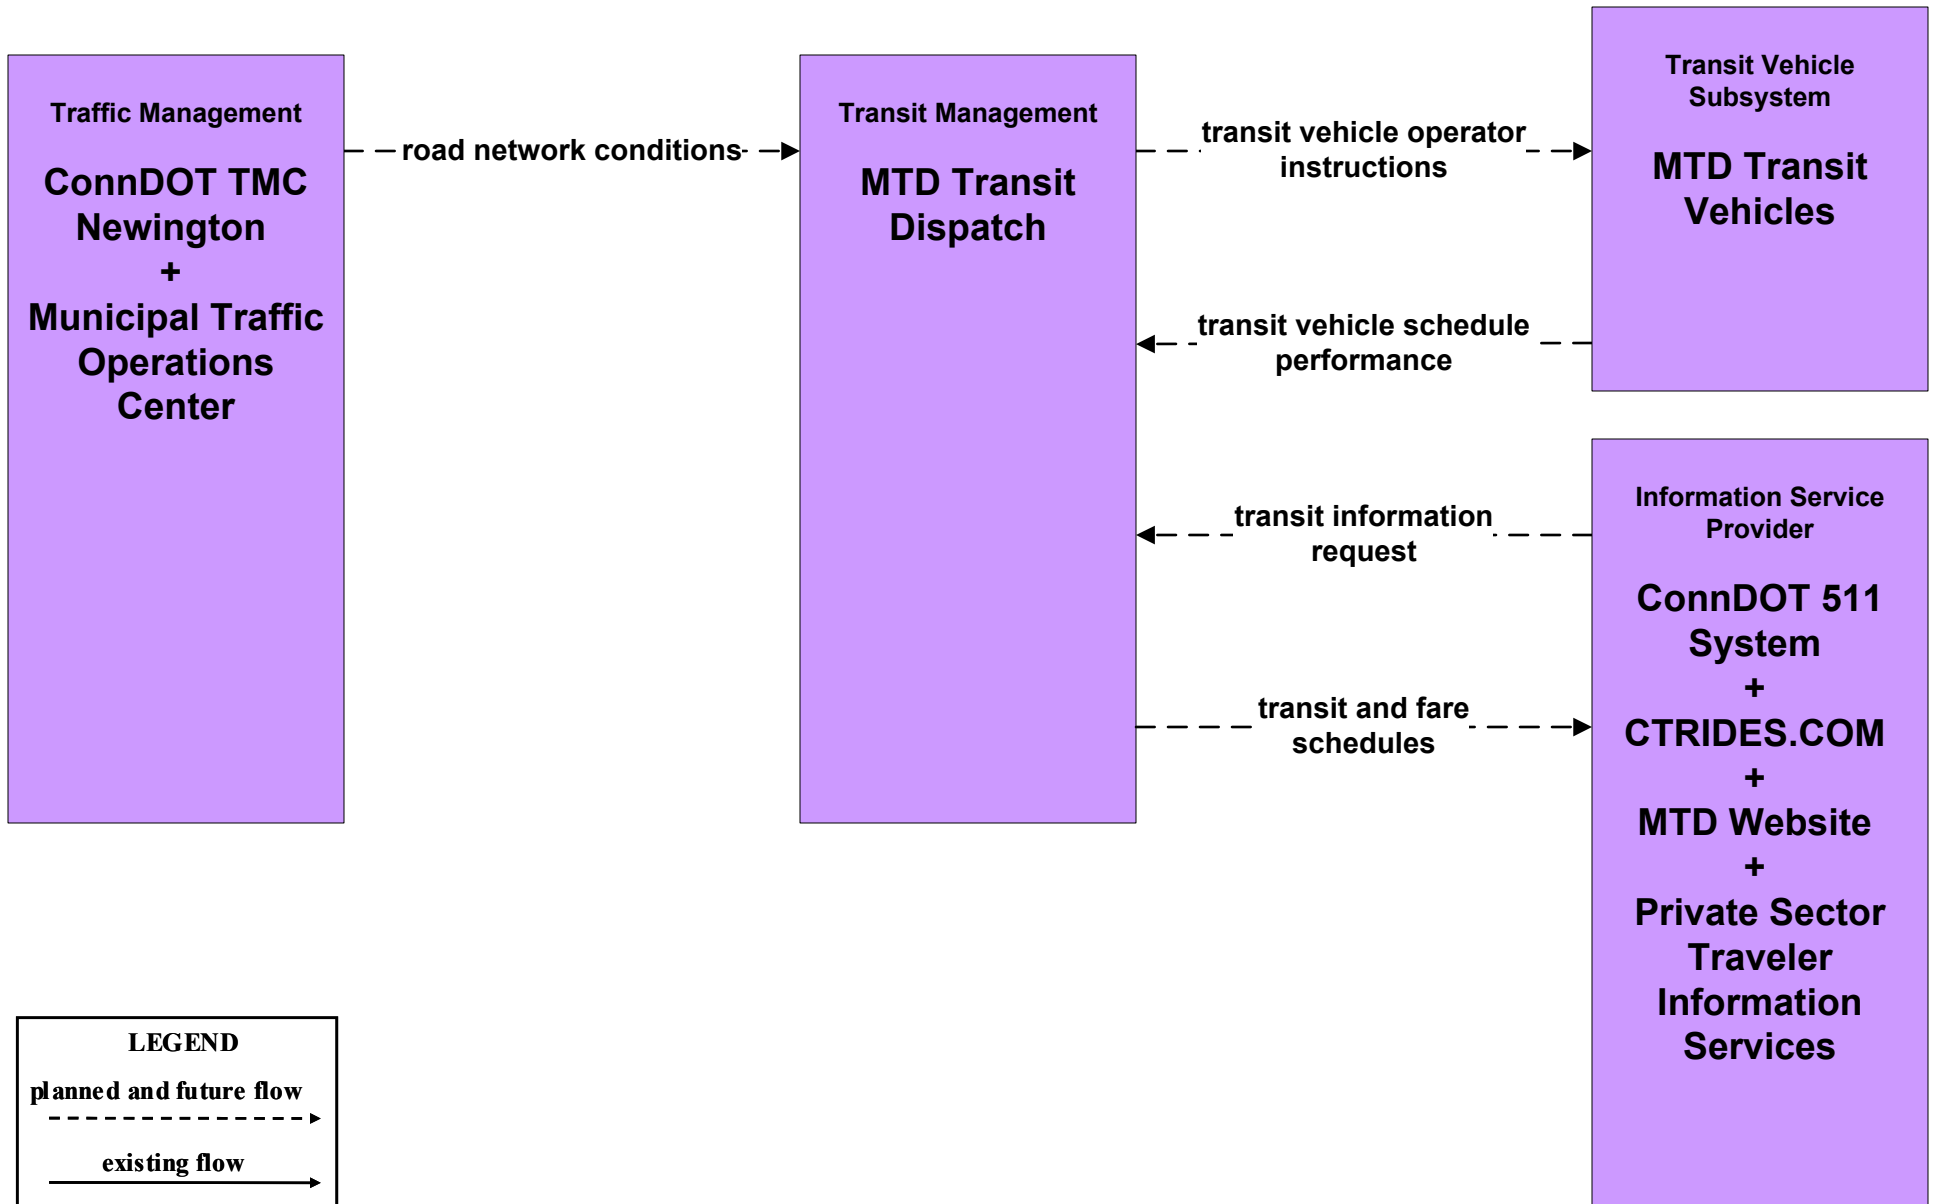 Traffic Management
ConnDOT TMC
Newington
+
Municipal Traffic
Operations
Center
road network conditions
Transit Management
MTD Transit
Dispatch
transit vehicle operator
instructions
transit vehicle schedule
performance
transit information
request
transit and fare
schedules
Transit Vehicle
Subsystem
MTD Transit
Vehicles
Information Service
Provider
ConnDOT 511
System
+
CTRIDES.COM
+
MTD Website
+
Private Sector
Traveler
Information
Services
LEGEND
planned and future flow
existing flow